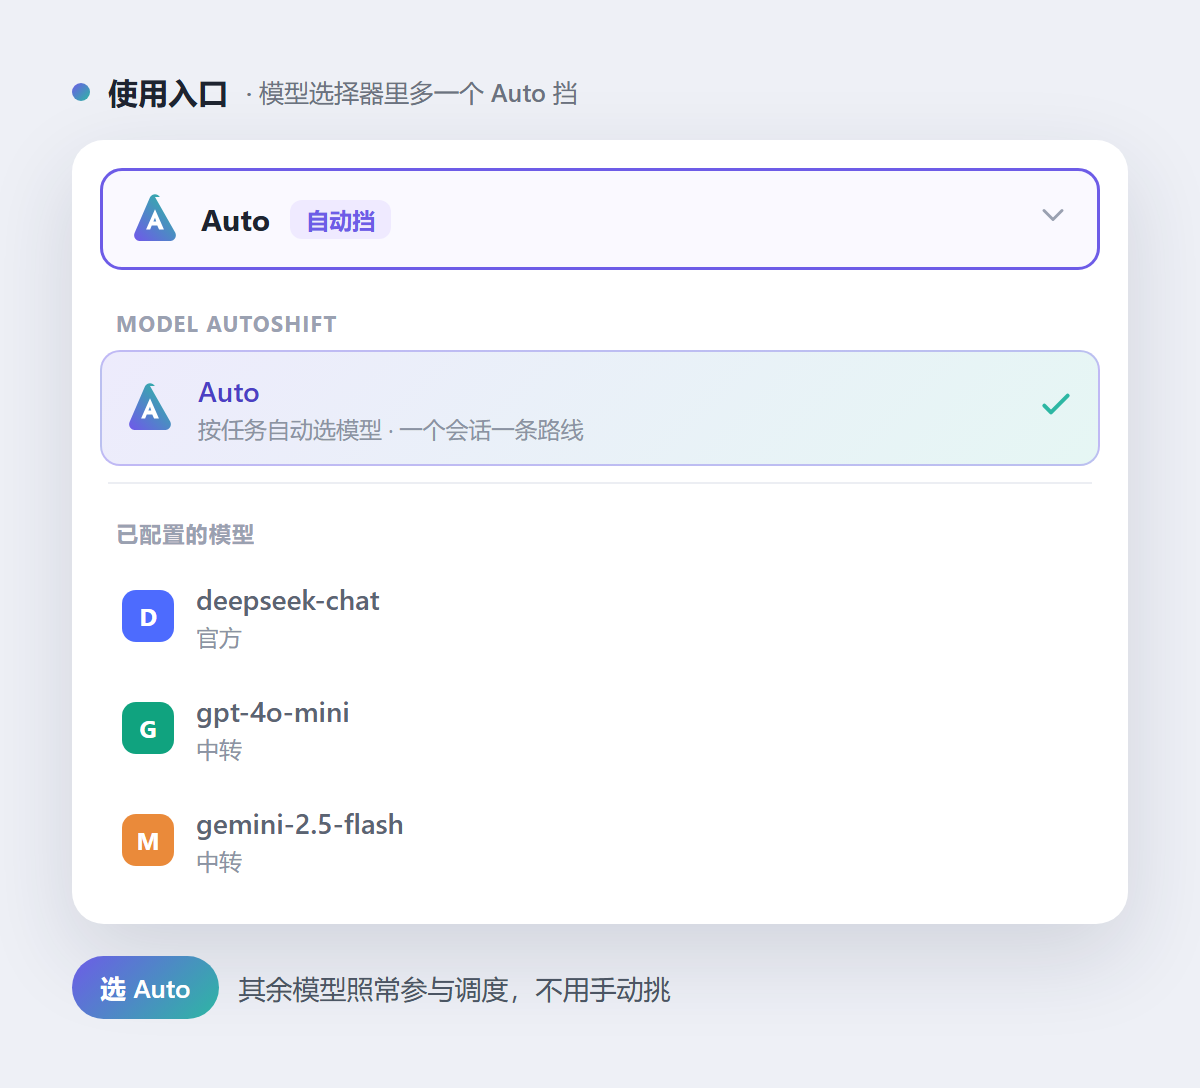 使用入口 · 模型选择器里多一个 Auto 挡
A Auto 自动挡
MODEL AUTOSHIFT
A Auto
按任务自动选模型 · 一个会话一条路线
已配置的模型
D deepseek-chat
官方
G gpt-4o-mini
中转
M gemini-2.5-flash
中转
选 Auto 其余模型照常参与调度，不用手动挑